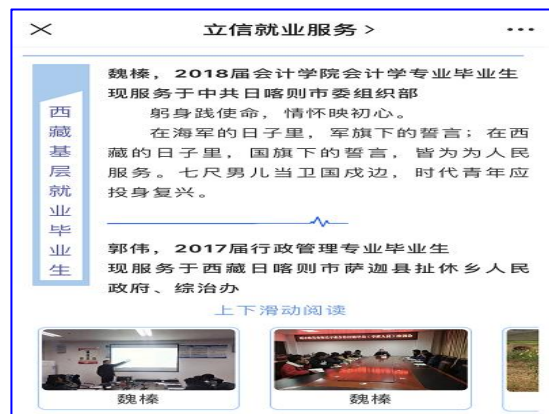 立信就业服务 >
西藏基层就业毕业生
魏榛，2018届会计学院会计学专业毕业生
现服务于中共日喀则市委组织部
躬身践使命，情怀映初心。
在海军的日子里，军旗下的誓言；在西
藏的日子里，国旗下的誓言，皆为为人民
服务。七尺男儿当卫国戍边，时代青年应
投身复兴。
郭伟，2017届行政管理专业毕业生
现服务于西藏日喀则市萨迦县扯休乡人民
政府、综治办
上下滑动阅读
魏榛
魏榛